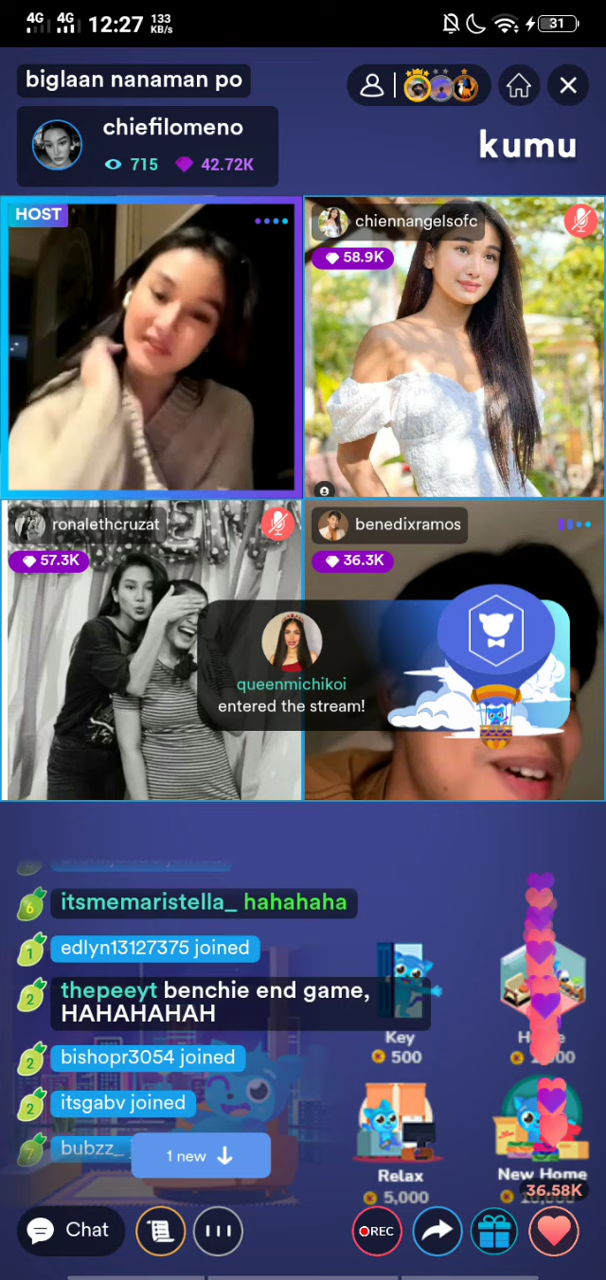 4G 4G 12:27 133 KB/s 31
biglaan nanaman po
chiefilomeno
715 42.72K
kumu
HOST
chiennangelsofc
58.9K
ronalethcruzat
57.3K
benedixramos
36.3K
queenmichikoi
entered the stream!
joined
6 itsmemaristella_ hahahaha
1 edlyn13127375 joined
2 thepeeyt benchie end game,
HAHAHAHAH
2 bishopr3054 joined
2 itsgabv joined
7 bubzz_
1 new
Key
500
Relax
5,000
New Home
36.58K
Chat
REC